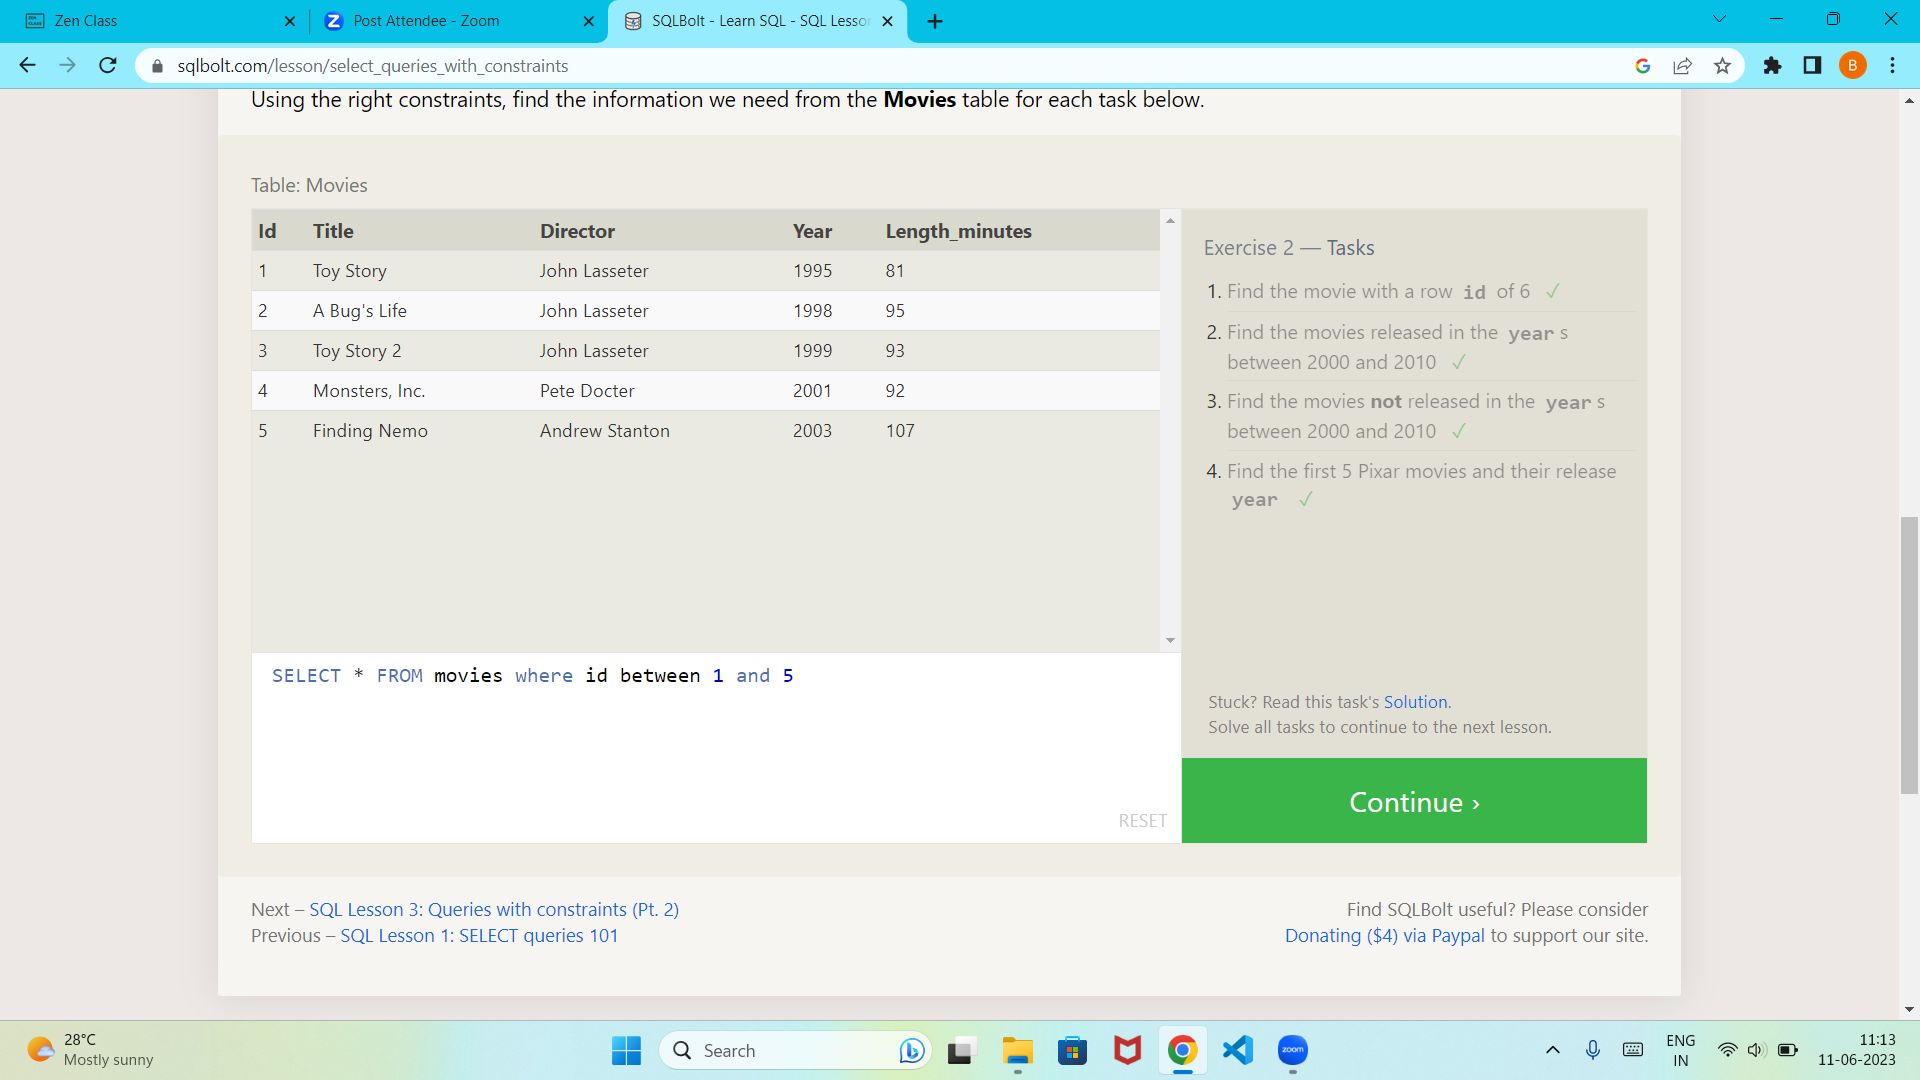 Zen Class
Post Attendee - Zoom
SQLBolt - Learn SQL - SQL Lesson
sqlbolt.com/lesson/select_queries_with_constraints
B
Using the right constraints, find the information we need from the Movies table for each task below.
Table: Movies
Id Title Director Year Length_minutes
1 Toy Story John Lasseter 1995 81
2 A Bug's Life John Lasseter 1998 95
3 Toy Story 2 John Lasseter 1999 93
4 Monsters, Inc. Pete Docter 2001 92
5 Finding Nemo Andrew Stanton 2003 107
SELECT * FROM movies where id between 1 and 5
RESET
Exercise 2 — Tasks
1. Find the movie with a row id of 6 ✓
2. Find the movies released in the year s
between 2000 and 2010 ✓
3. Find the movies not released in the year s
between 2000 and 2010 ✓
4. Find the first 5 Pixar movies and their release
year ✓
Stuck? Read this task's Solution.
Solve all tasks to continue to the next lesson.
Continue ›
Next – SQL Lesson 3: Queries with constraints (Pt. 2)
Previous – SQL Lesson 1: SELECT queries 101
Find SQLBolt useful? Please consider
Donating ($4) via Paypal to support our site.
28°C
Mostly sunny
Search
zoom
ENG
IN
11:13
11-06-2023